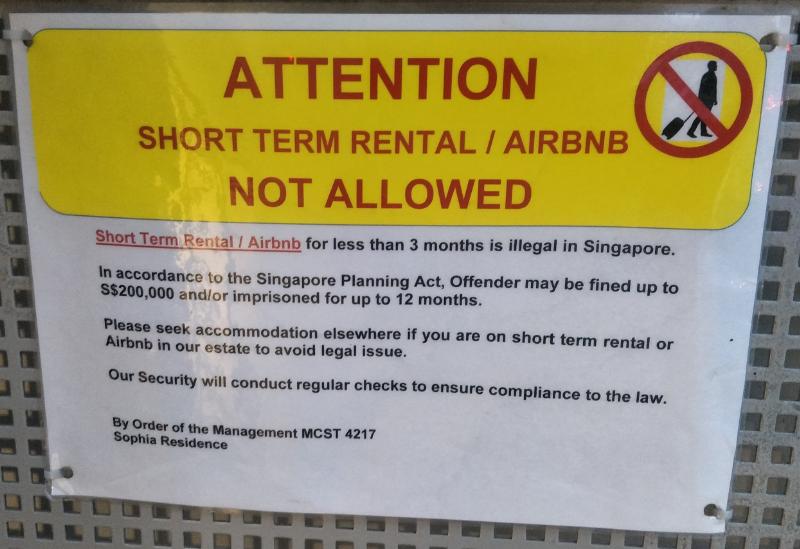 ATTENTION
SHORT TERM RENTAL / AIRBNB
NOT ALLOWED
Short Term Rental / Airbnb for less than 3 months is illegal in Singapore.
In accordance to the Singapore Planning Act, Offender may be fined up to
S$200,000 and/or imprisoned for up to 12 months.
Please seek accommodation elsewhere if you are on short term rental or
Airbnb in our estate to avoid legal issue.
Our Security will conduct regular checks to ensure compliance to the law.
By Order of the Management MCST 4217
Sophia Residence